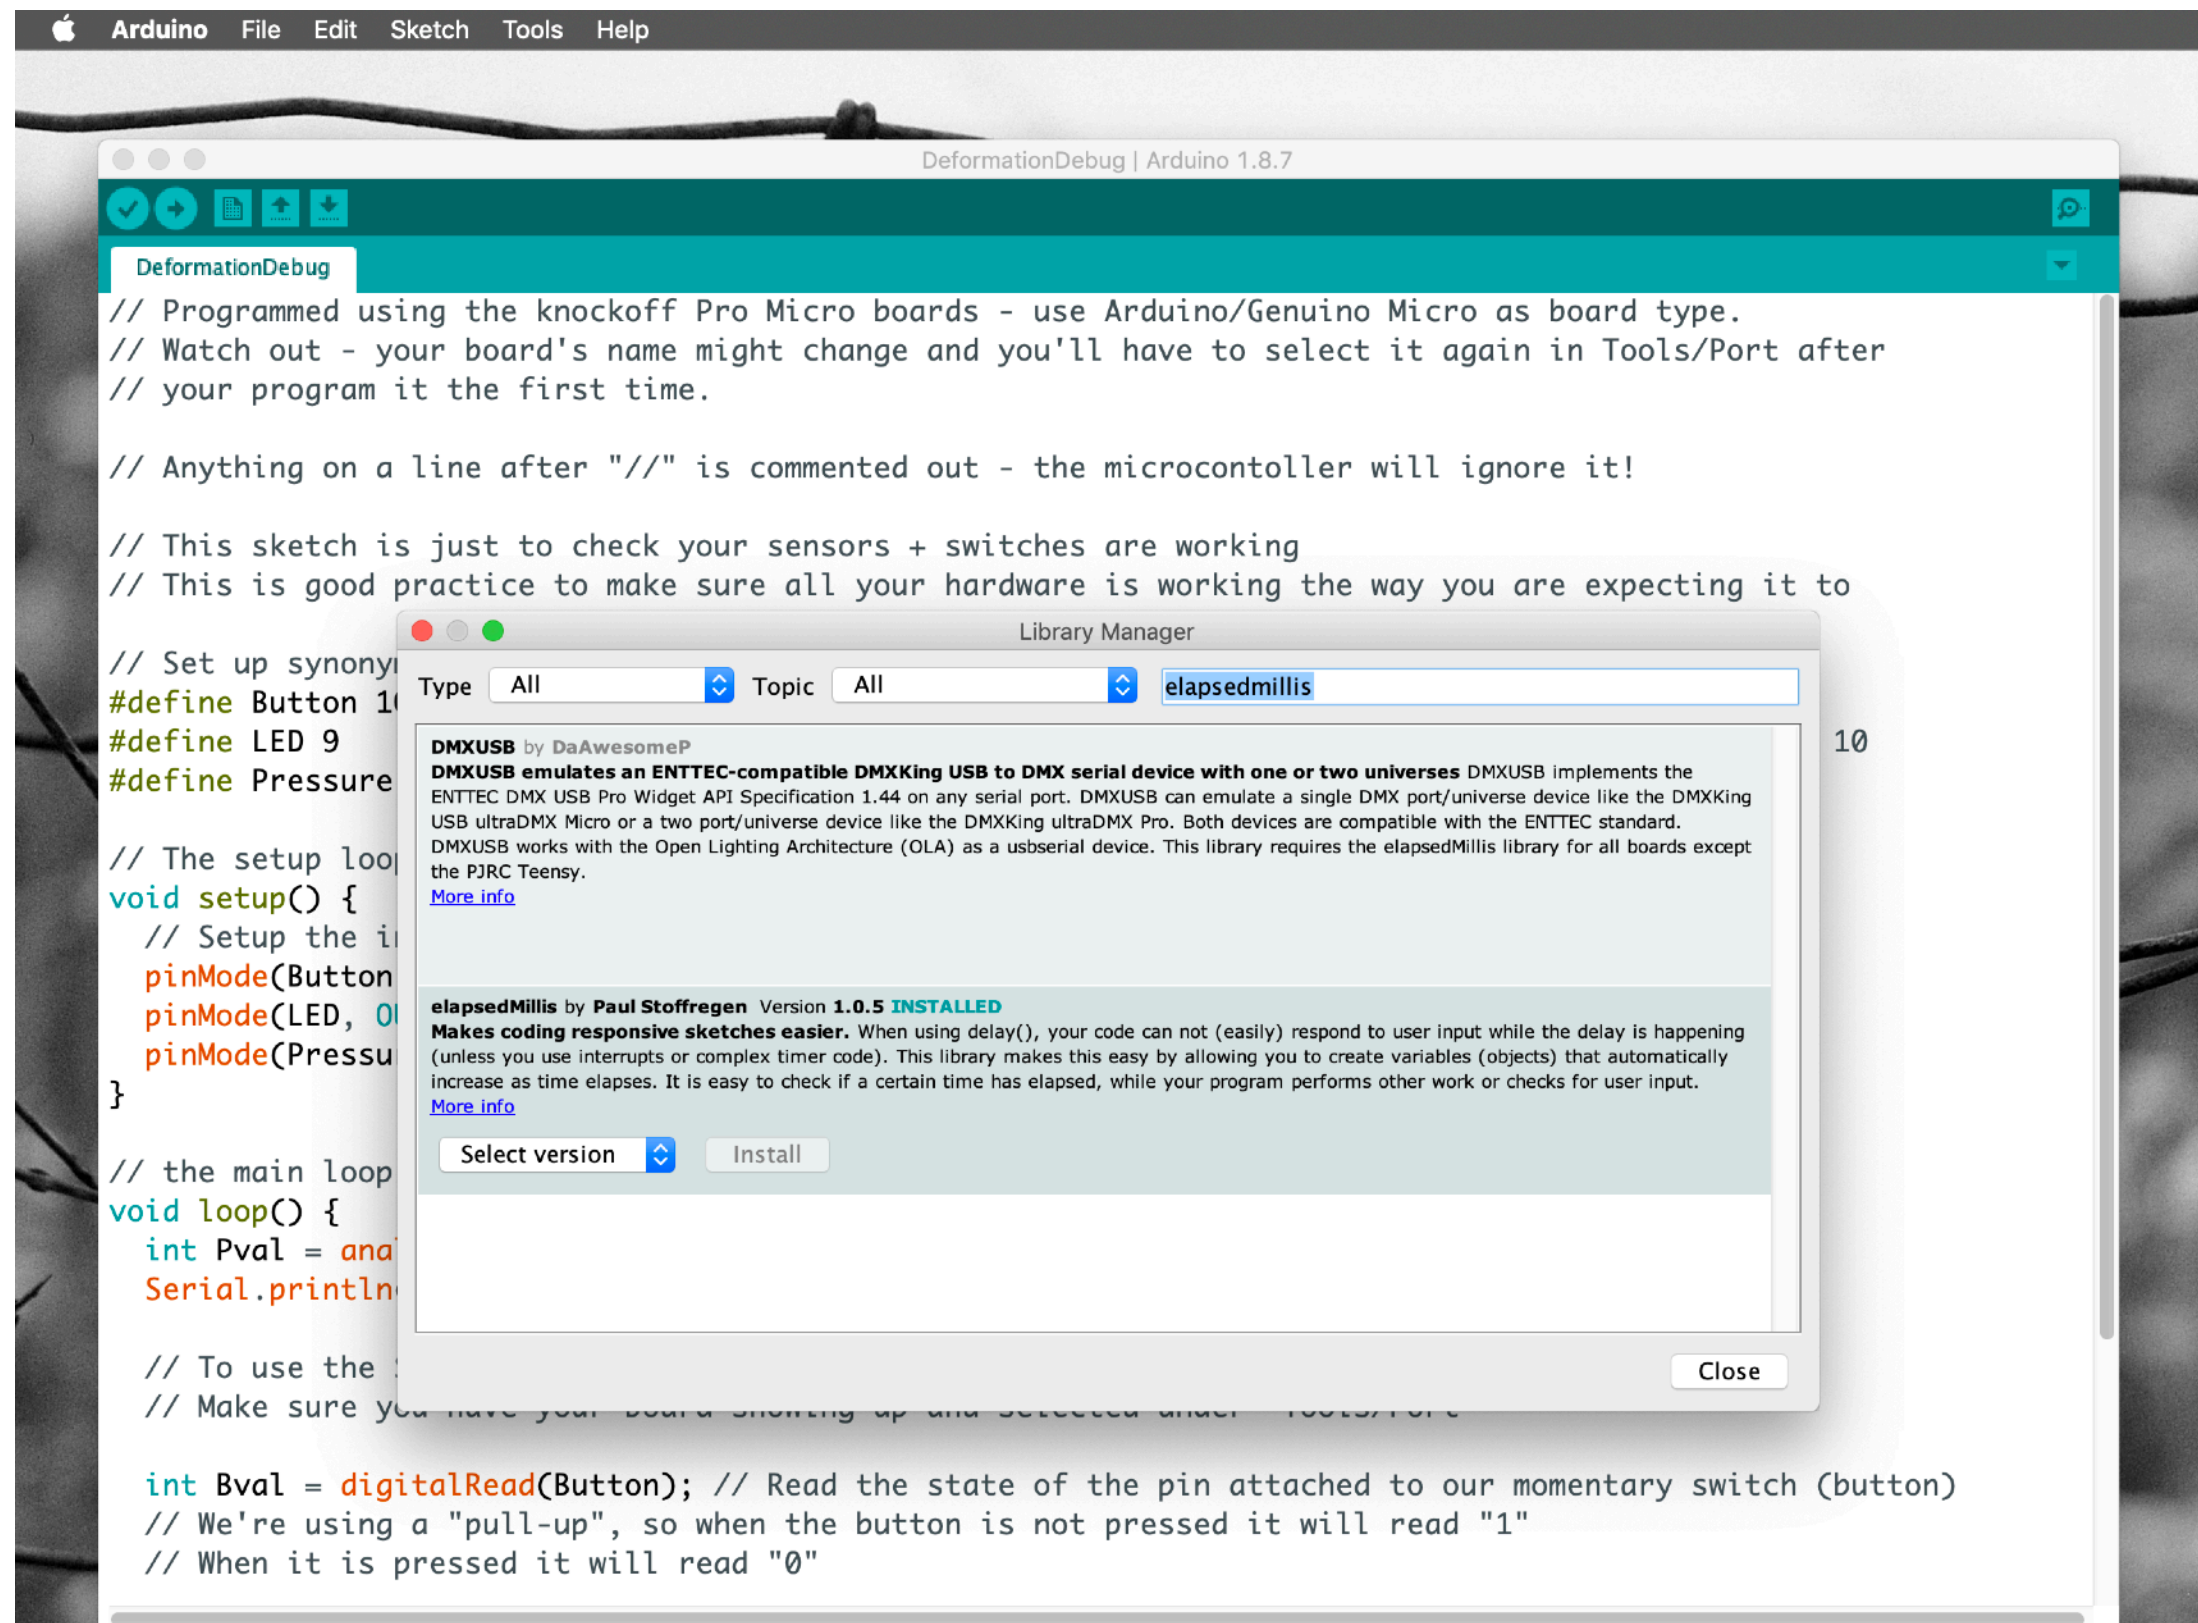 Arduino File Edit Sketch Tools Help
DeformationDebug | Arduino 1.8.7
DeformationDebug
// Programmed using the knockoff Pro Micro boards - use Arduino/Genuino Micro as board type.
// Watch out - your board's name might change and you'll have to select it again in Tools/Port after
// your program it the first time.
// Anything on a line after "//" is commented out - the microcontoller will ignore it!
// This sketch is just to check your sensors + switches are working
// This is good practice to make sure all your hardware is working the way you are expecting it to
Library Manager
// Set up
#define Button
#define LED 9
10
#define Pressure
// The setup
void setup() {
// Setup the
pinMode(Button
pinMode(LED,
}
// the main loop
void loop() {
int Pval =
Serial.println
// To use the
// Make sure you have your board showing up and selected under "Tools/Port"
Type All Topic All elapsedmillis
DMXUSB by DaAwesomeP
DMXUSB emulates an ENTTEC-compatible DMXKing USB to DMX serial device with one or two universes DMXUSB implements the
ENTTEC DMX USB Pro Widget API Specification 1.44 on any serial port. DMXUSB can emulate a single DMX port/universe device like the DMXKing
USB ultraDMX Micro or a two port/universe device like the DMXKing ultraDMX Pro. Both devices are compatible with the ENTTEC standard.
DMXUSB works with the Open Lighting Architecture (OLA) as a usbserial device. This library requires the elapsedMillis library for all boards except
the PJRC Teensy.
More info
elapsedMillis by Paul Stoffregen Version 1.0.5 INSTALLED
Makes coding responsive sketches easier. When using delay(), your code can not (easily) respond to user input while the delay is happening
(unless you use interrupts or complex timer code). This library makes this easy by allowing you to create variables (objects) that automatically
increase as time elapses. It is easy to check if a certain time has elapsed, while your program performs other work or checks for user input.
More info
Select version Install
Close
int Bval = digitalRead(Button); // Read the state of the pin attached to our momentary switch (button)
// We're using a "pull-up", so when the button is not pressed it will read "1"
// When it is pressed it will read "0"